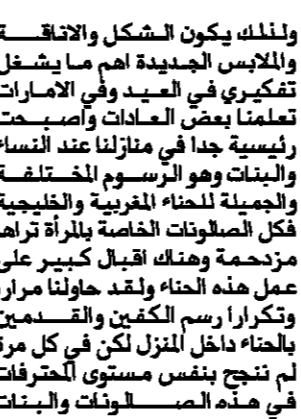 ولذلك يكون الشكل والاناقة
والملابس الجديدة اهم ما يشغل
تفكيري في العيد وفي الامارات
تعلمنا بعض العادات واصبحت
رئيسية جدا في منازلنا عند النساء
والبنات وهو الرسوم المختلفة
والجميلة للحناء المغربية والخليجية
فكل الصالونات الخاصة بالمرأة تراها
مزدحمة وهناك اقبال كبير على
عمل هذه الحناء ولقد حاولنا مرارا
وتكرارا رسم الكفين والقدمين
بالحناء داخل المنزل لكن في كل مرة
لم ننجح بنفس مستوى المحترفات
في هذه الصالونات والبنات